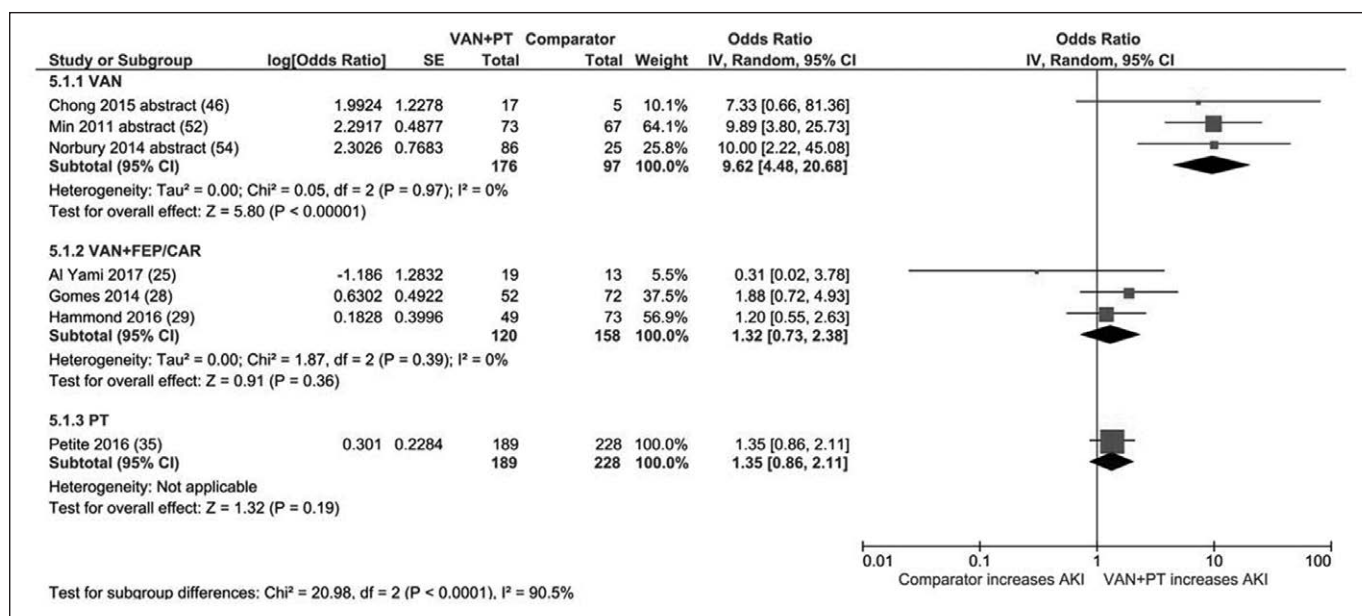 VAN+PT Comparator Odds Ratio Odds Ratio
Study or Subgroup log[Odds Ratio] SE Total Total Weight IV, Random, 95% CI IV, Random, 95% CI
5.1.1 VAN
Chong 2015 abstract (46) 1.9924 1.2278 17 5 10.1% 7.33 [0.66, 81.36]
Min 2011 abstract (52) 2.2917 0.4877 73 67 64.1% 9.89 [3.80, 25.73]
Norbury 2014 abstract (54) 2.3026 0.7683 86 25 25.8% 10.00 [2.22, 45.08]
Subtotal (95% CI) 176 97 100.0% 9.62 [4.48, 20.68]
Heterogeneity: Tau² = 0.00; Chi² = 0.05, df = 2 (P = 0.97); I² = 0%
Test for overall effect: Z = 5.80 (P < 0.00001)
5.1.2 VAN+FEP/CAR
Al Yami 2017 (25) -1.186 1.2832 19 13 5.5% 0.31 [0.02, 3.78]
Gomes 2014 (28) 0.6302 0.4922 52 72 37.5% 1.88 [0.72, 4.93]
Hammond 2016 (29) 0.1828 0.3996 49 73 56.9% 1.20 [0.55, 2.63]
Subtotal (95% CI) 120 158 100.0% 1.32 [0.73, 2.38]
Heterogeneity: Tau² = 0.00; Chi² = 1.87, df = 2 (P = 0.39); I² = 0%
Test for overall effect: Z = 0.91 (P = 0.36)
5.1.3 PT
Petite 2016 (35) 0.301 0.2284 189 228 100.0% 1.35 [0.86, 2.11]
Subtotal (95% CI) 189 228 100.0% 1.35 [0.86, 2.11]
Heterogeneity: Not applicable
Test for overall effect: Z = 1.32 (P = 0.19)
0.01 0.1 1 10 100
Comparator increases AKI VAN+PT increases AKI
Test for subgroup differences: Chi² = 20.98, df = 2 (P < 0.0001), I² = 90.5%